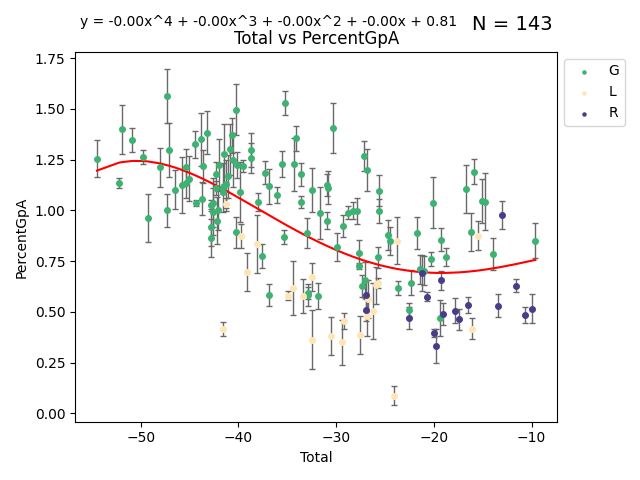 y = -0.00x^4 + -0.00x^3 + -0.00x^2 + -0.00x + 0.81
N = 143
Total vs PercentGpA
1.75
1.50
1.25
1.00
0.75
0.50
0.25
0.00
PercentGpA
−50
−40
−30
−20
−10
Total
G
L
R